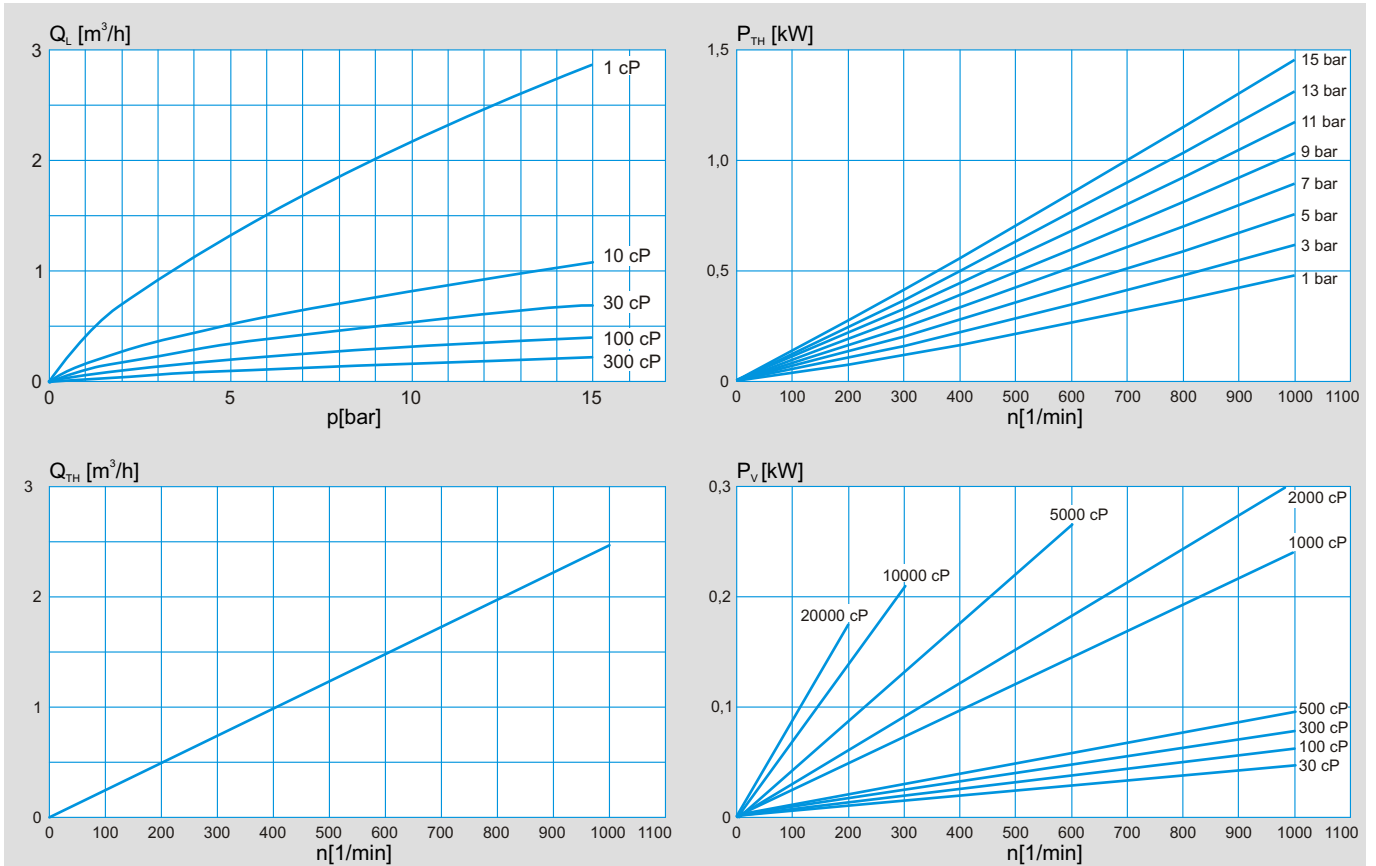 Q_L [m³/h]
3
2
1
0
1 cP
10 cP
30 cP
100 cP
300 cP
0 5 10 15
p[bar]
P_TH [kW]
1,5
1,0
0,5
0
15 bar
13 bar
11 bar
9 bar
7 bar
5 bar
3 bar
1 bar
0 100 200 300 400 500 600 700 800 900 1000 1100
n[1/min]
Q_TH [m³/h]
3
2
1
0
0 100 200 300 400 500 600 700 800 900 1000 1100
n[1/min]
P_V [kW]
0,3
0,2
0,1
0
20000 cP
10000 cP
5000 cP
2000 cP
1000 cP
500 cP
300 cP
100 cP
30 cP
0 100 200 300 400 500 600 700 800 900 1000 1100
n[1/min]